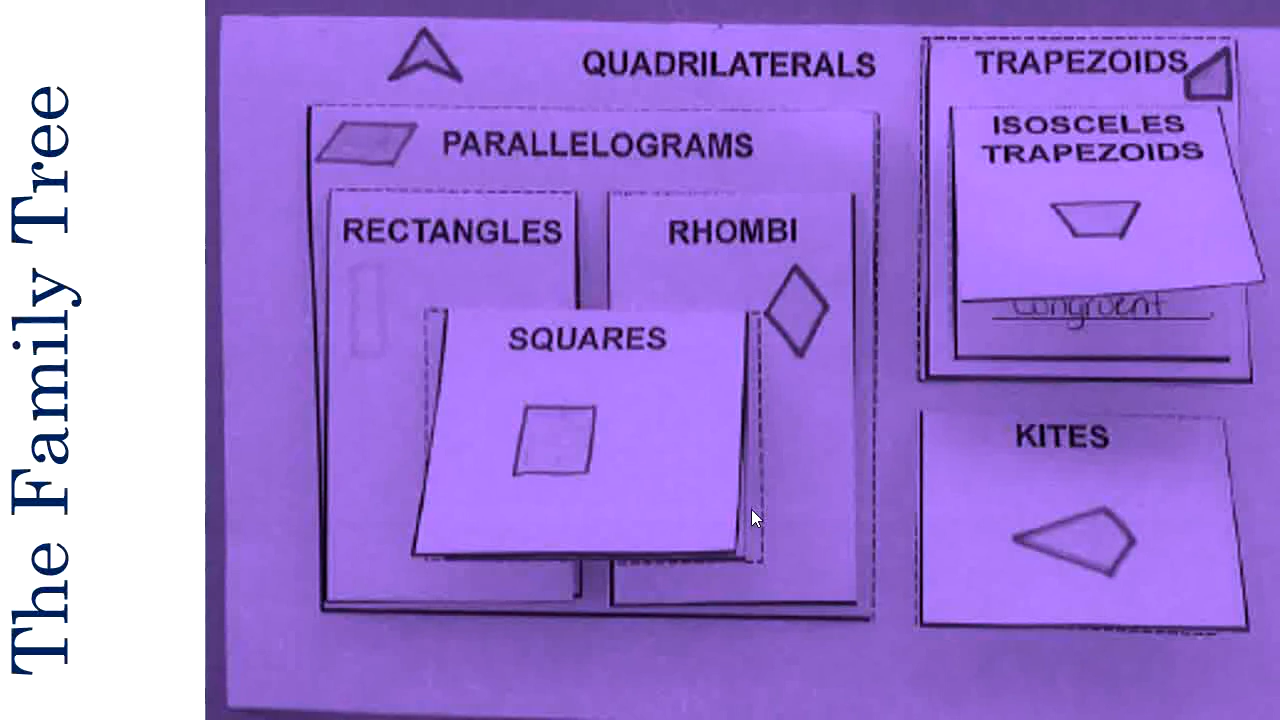 The Family Tree
QUADRILATERALS
PARALLELOGRAMS
RECTANGLES
RHOMBI
SQUARES
TRAPEZOIDS
ISOSCELES
TRAPEZOIDS
congruent
KITES